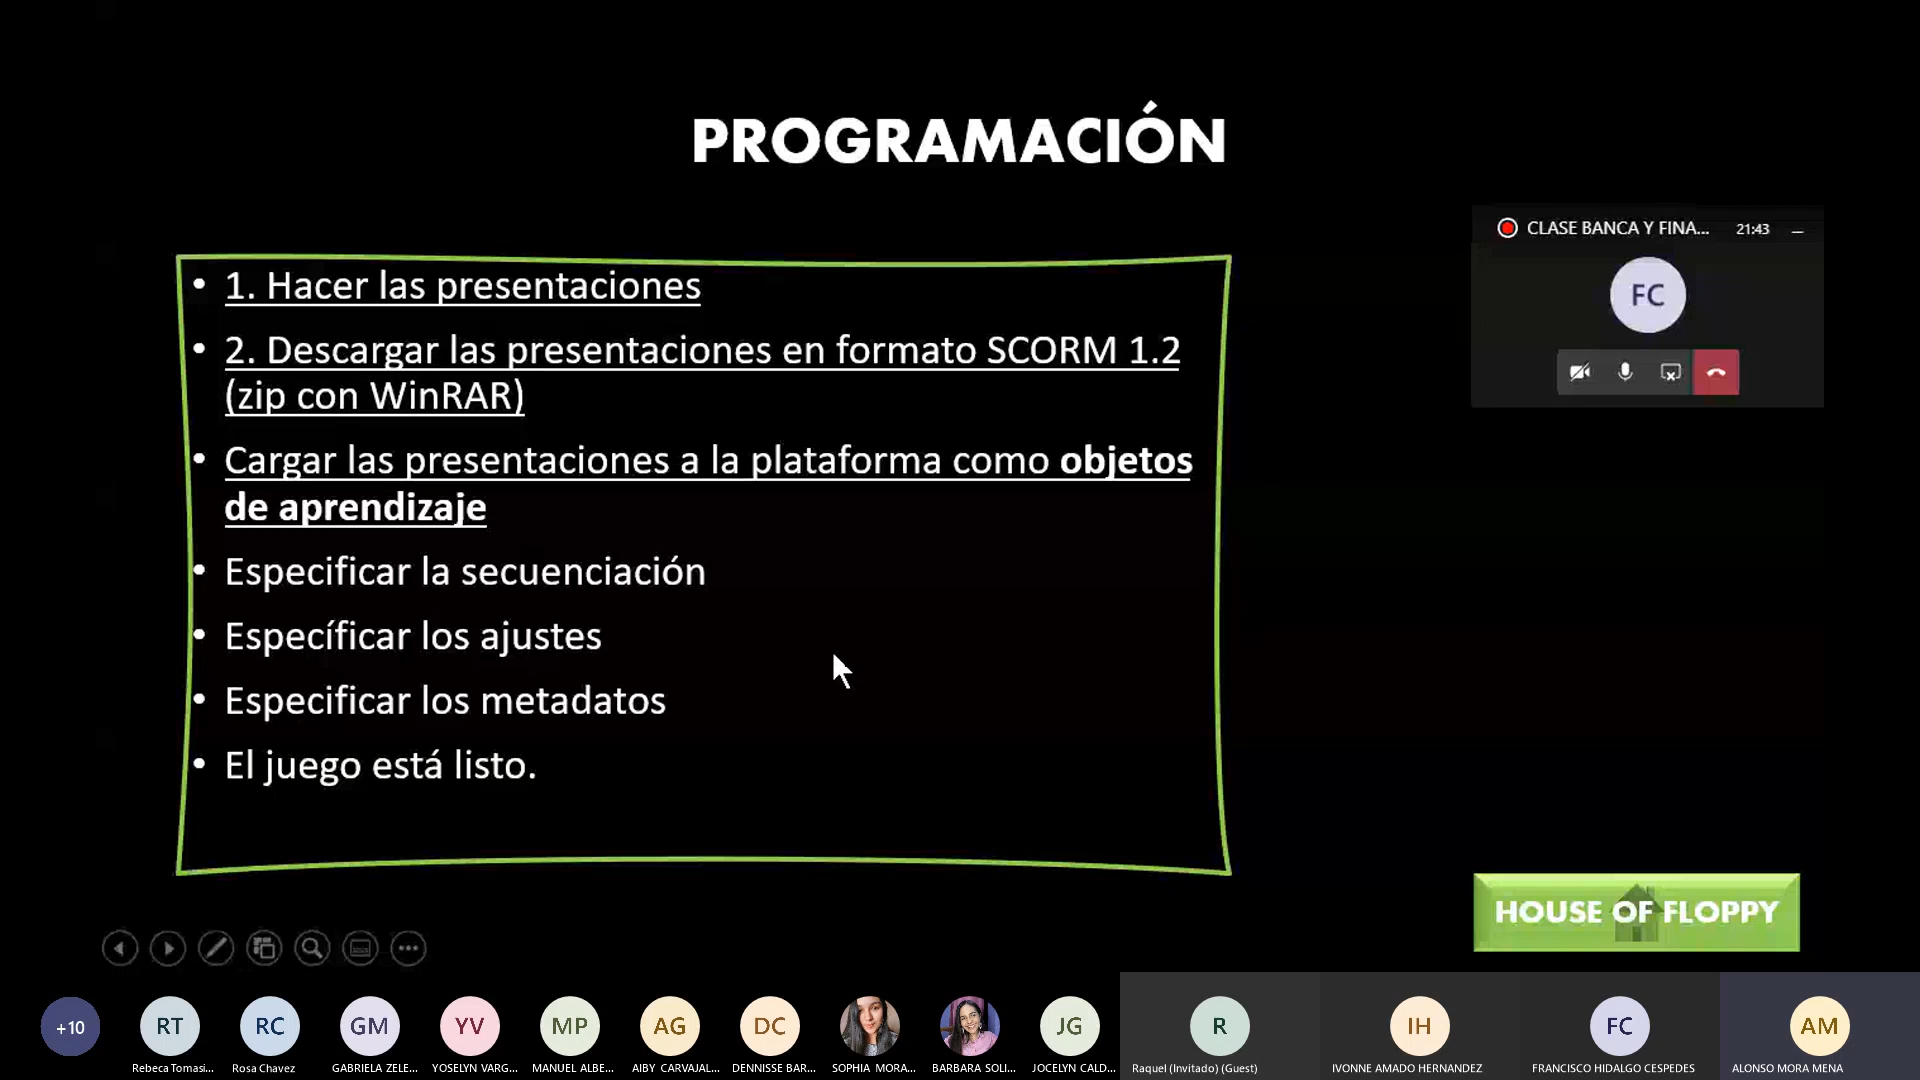 PROGRAMACIÓN
CLASE BANCA Y FINA... 21:43
FC
• 1. Hacer las presentaciones
• 2. Descargar las presentaciones en formato SCORM 1.2
(zip con WinRAR)
• Cargar las presentaciones a la plataforma como objetos
de aprendizaje
• Especificar la secuenciación
• Específicar los ajustes
• Especificar los metadatos
• El juego está listo.
HOUSE OF FLOPPY
+10 RT RC GM YV MP AG DC JG R IH FC AM
Rebeca Tomasi... Rosa Chavez GABRIELA ZELE... YOSELYN VARG... MANUEL ALBE... AIBY CARVAJAL... DENNISSE BAR... SOPHIA MORA... BARBARA SOLI... JOCELYN CALD... Raquel (Invitado) (Guest) IVONNE AMADO HERNANDEZ FRANCISCO HIDALGO CESPEDES ALONSO MORA MENA